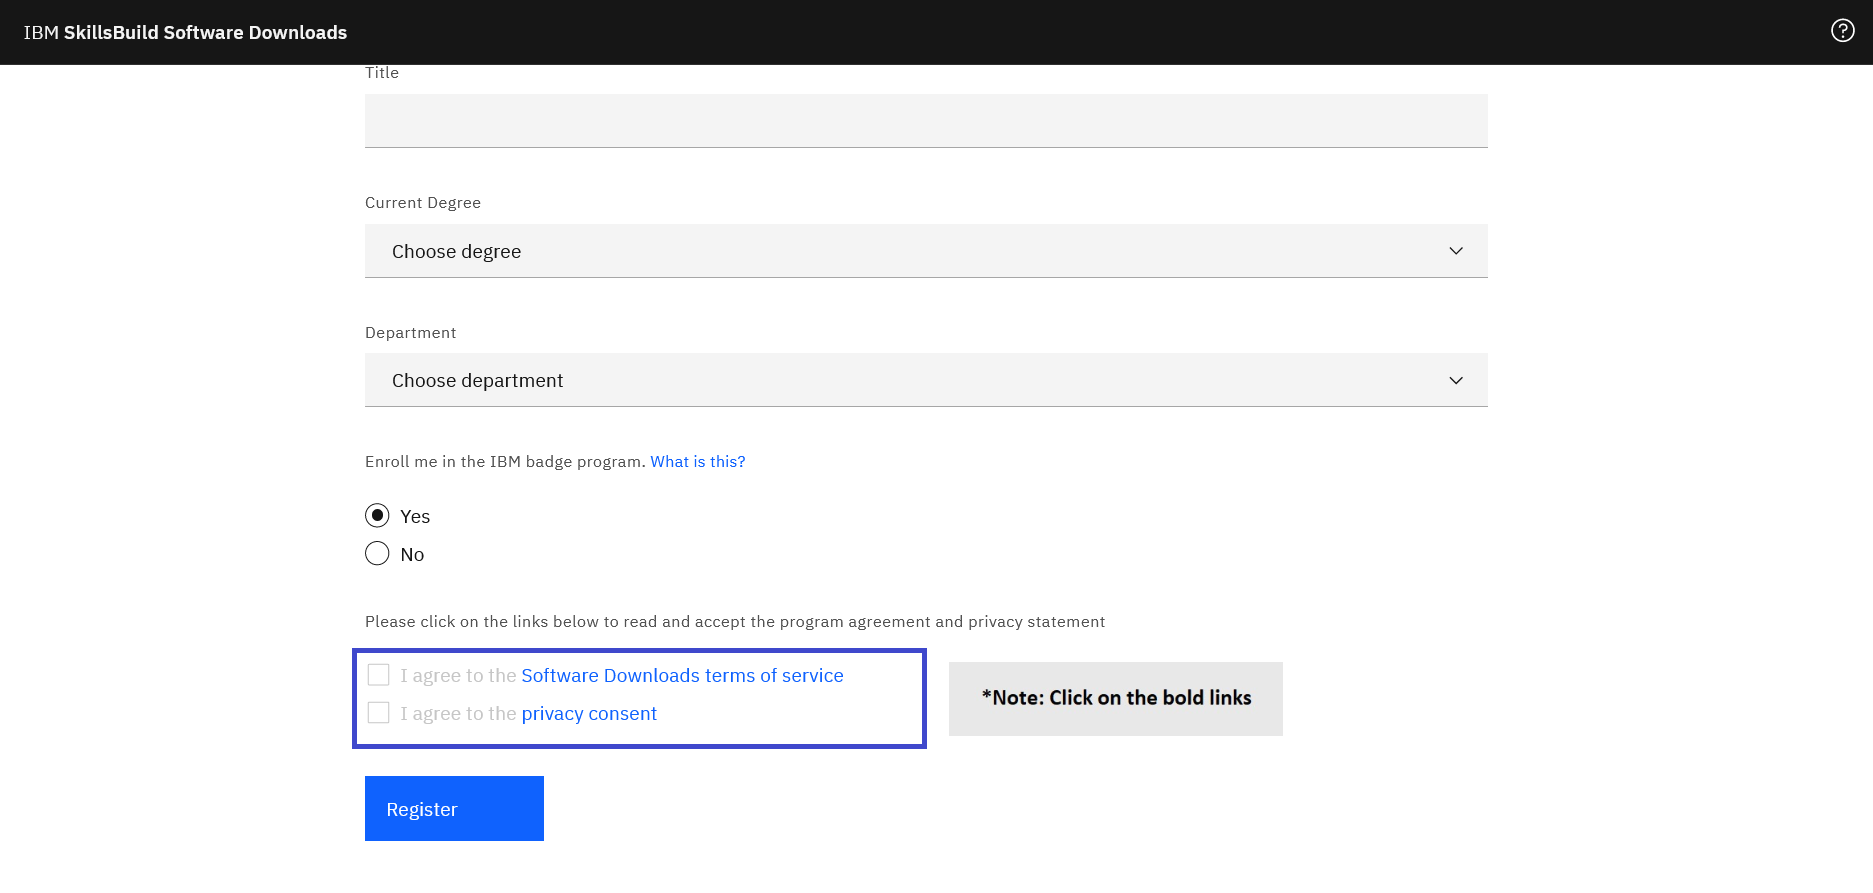 IBM SkillsBuild Software Downloads
Title
Current Degree
Choose degree
Department
Choose department
Enroll me in the IBM badge program. What is this?
Yes
No
Please click on the links below to read and accept the program agreement and privacy statement
I agree to the Software Downloads terms of service
I agree to the privacy consent
*Note: Click on the bold links
Register